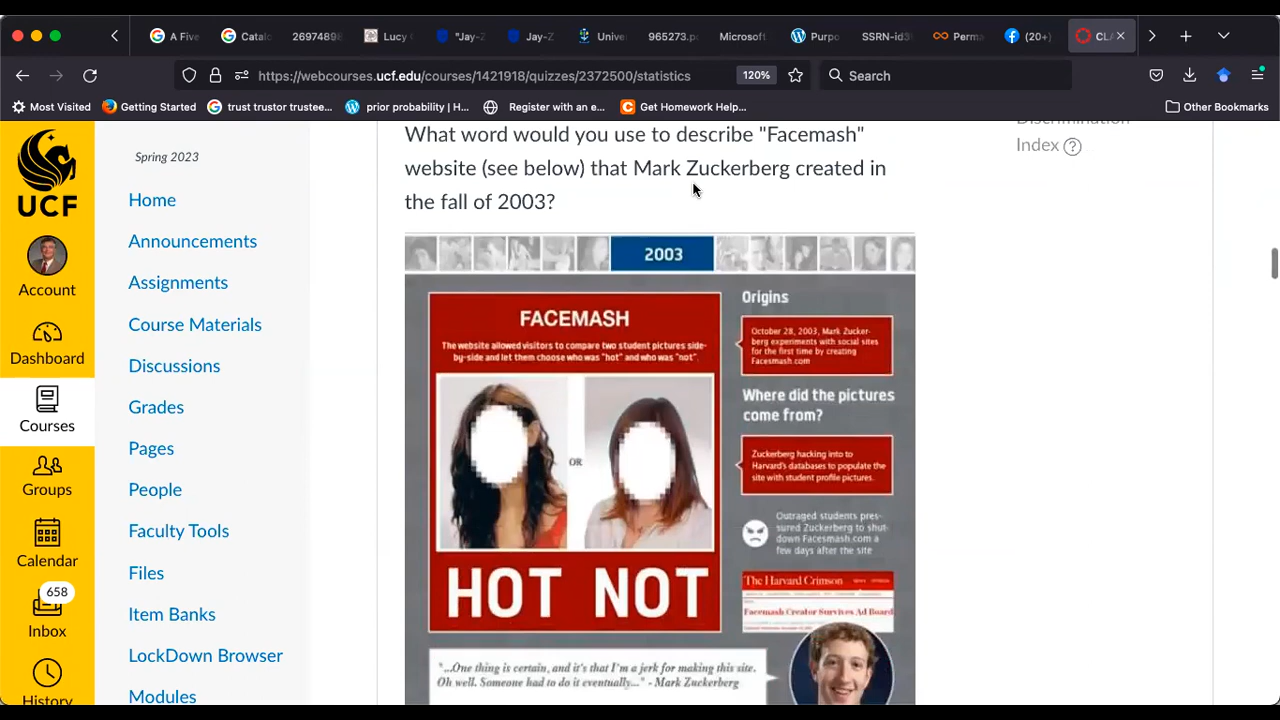 A Five
Catalo
26974898
Lucy
"Jay-Z
Jay-Z
Unive
965273.p
Microsoft
Purpo
SSRN-id3
Perma
(20+)
CLA
https://webcourses.ucf.edu/courses/1421918/quizzes/2372500/statistics
120%
Search
Most Visited
Getting Started
trust trustor trustee...
prior probability | H...
Register with an e...
Get Homework Help...
Other Bookmarks
UCF
Account
Dashboard
Courses
Groups
Calendar
658
Inbox
History
Spring 2023
Home
Announcements
Assignments
Course Materials
Discussions
Grades
Pages
People
Faculty Tools
Files
Item Banks
LockDown Browser
Modules
What word would you use to describe "Facemash"
website (see below) that Mark Zuckerberg created in
the fall of 2003?
Discrimination
Index ?
2003
FACEMASH
The website allowed visitors to compare two student pictures side-
by-side and let them choose who was "hot" and who was "not".
OR
HOT NOT
Origins
October 28, 2003, Mark Zucker-
berg experiments with social sites
for the first time by creating
Facesmash.com
Where did the pictures
come from?
Zuckerberg hacking into to
Harvard's databases to populate the
site with student profile pictures.
Outraged students pres-
sured Zuckerberg to shut-
down Facesmash.com a
few days after the site
The Harvard Crimson
Facemash Creator Survives Ad Board
"...One thing is certain, and it's that I'm a jerk for making this site.
Oh well. Someone had to do it eventually..." - Mark Zuckerberg